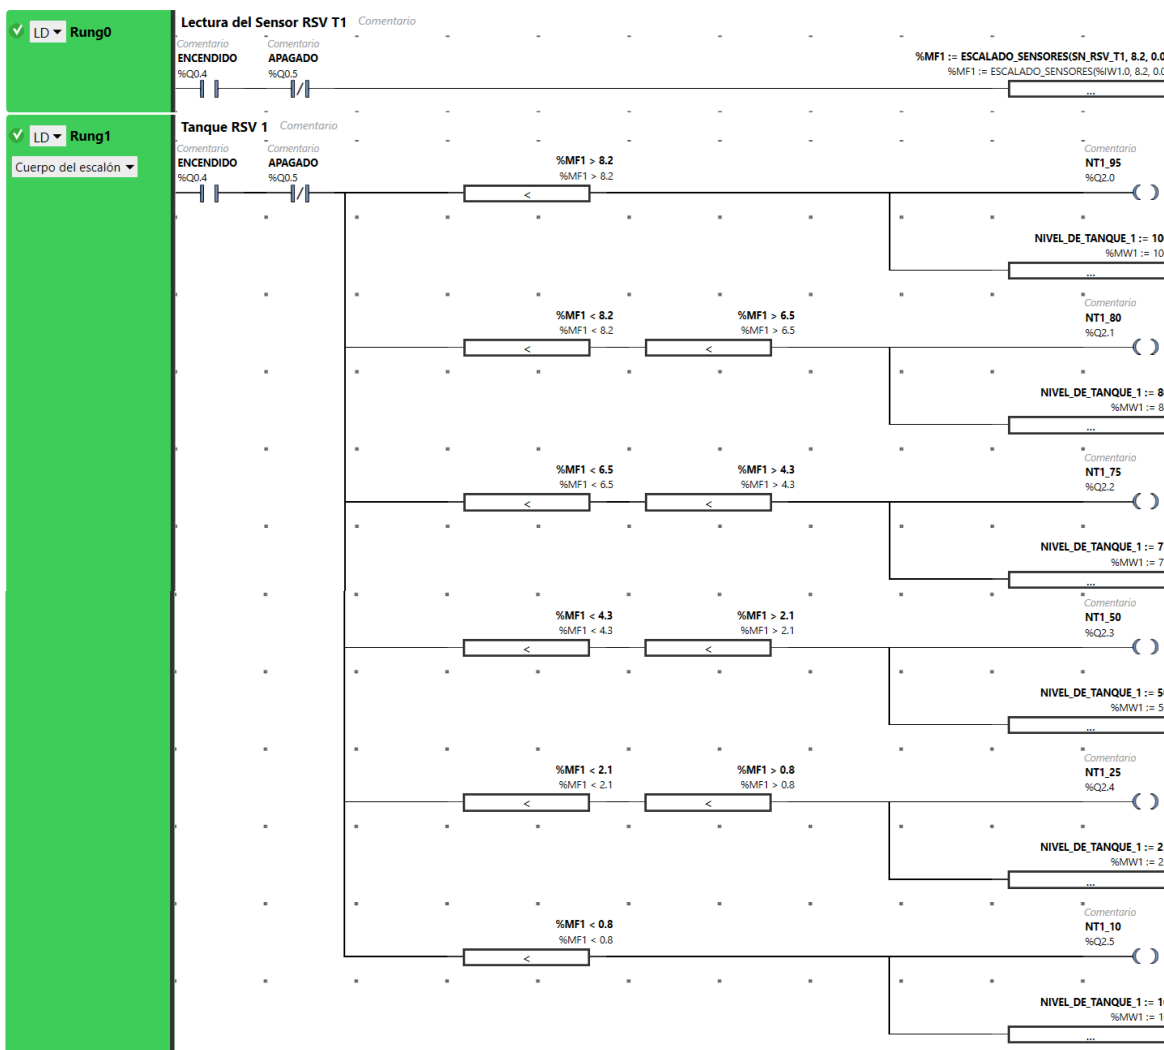 LD Rung0
Lectura del Sensor RSV T1 Comentario
Comentario Comentario
ENCENDIDO APAGADO
%Q0.4 %Q0.5
%MF1 := ESCALADO_SENSORES(SN_RSV_T1, 8.2, 0.0
%MF1 := ESCALADO_SENSORES(%IW1.0, 8.2, 0.0
...
LD Rung1
Cuerpo del escalón
Tanque RSV 1 Comentario
Comentario Comentario
ENCENDIDO APAGADO
%Q0.4 %Q0.5
%MF1 > 8.2
%MF1 > 8.2
<
Comentario
NT1_95
%Q2.0
NIVEL_DE_TANQUE_1 := 10
%MW1 := 10
...
%MF1 < 8.2 %MF1 > 6.5
%MF1 < 8.2 %MF1 > 6.5
< <
Comentario
NT1_80
%Q2.1
NIVEL_DE_TANQUE_1 := 8
%MW1 := 8
...
%MF1 < 6.5 %MF1 > 4.3
%MF1 < 6.5 %MF1 > 4.3
< <
Comentario
NT1_75
%Q2.2
NIVEL_DE_TANQUE_1 := 7
%MW1 := 7
...
%MF1 < 4.3 %MF1 > 2.1
%MF1 < 4.3 %MF1 > 2.1
< <
Comentario
NT1_50
%Q2.3
NIVEL_DE_TANQUE_1 := 5
%MW1 := 5
...
%MF1 < 2.1 %MF1 > 0.8
%MF1 < 2.1 %MF1 > 0.8
< <
Comentario
NT1_25
%Q2.4
NIVEL_DE_TANQUE_1 := 2
%MW1 := 2
...
%MF1 < 0.8
%MF1 < 0.8
<
Comentario
NT1_10
%Q2.5
NIVEL_DE_TANQUE_1 := 1
%MW1 := 1
...